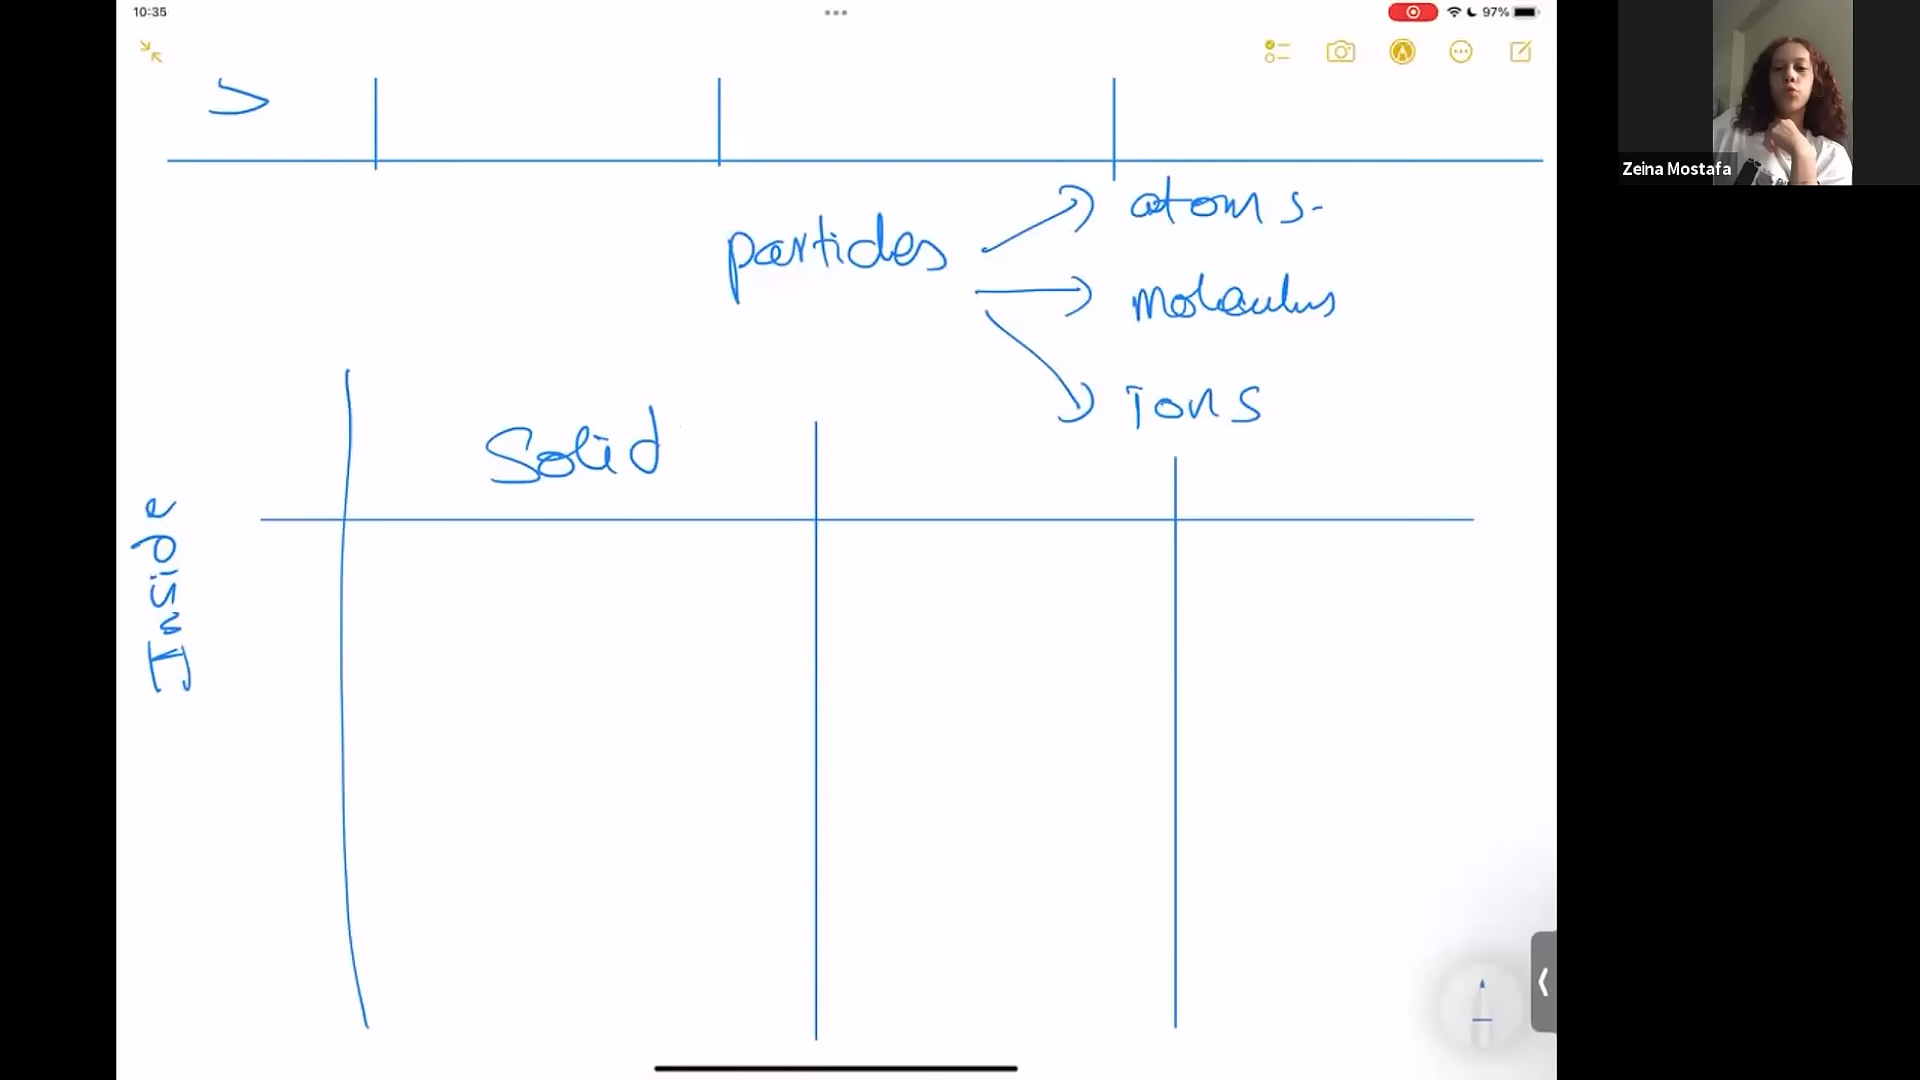 10:35
97%
Zeina Mostafa
particles
atoms.
molecules
Ions
Solid
Inside